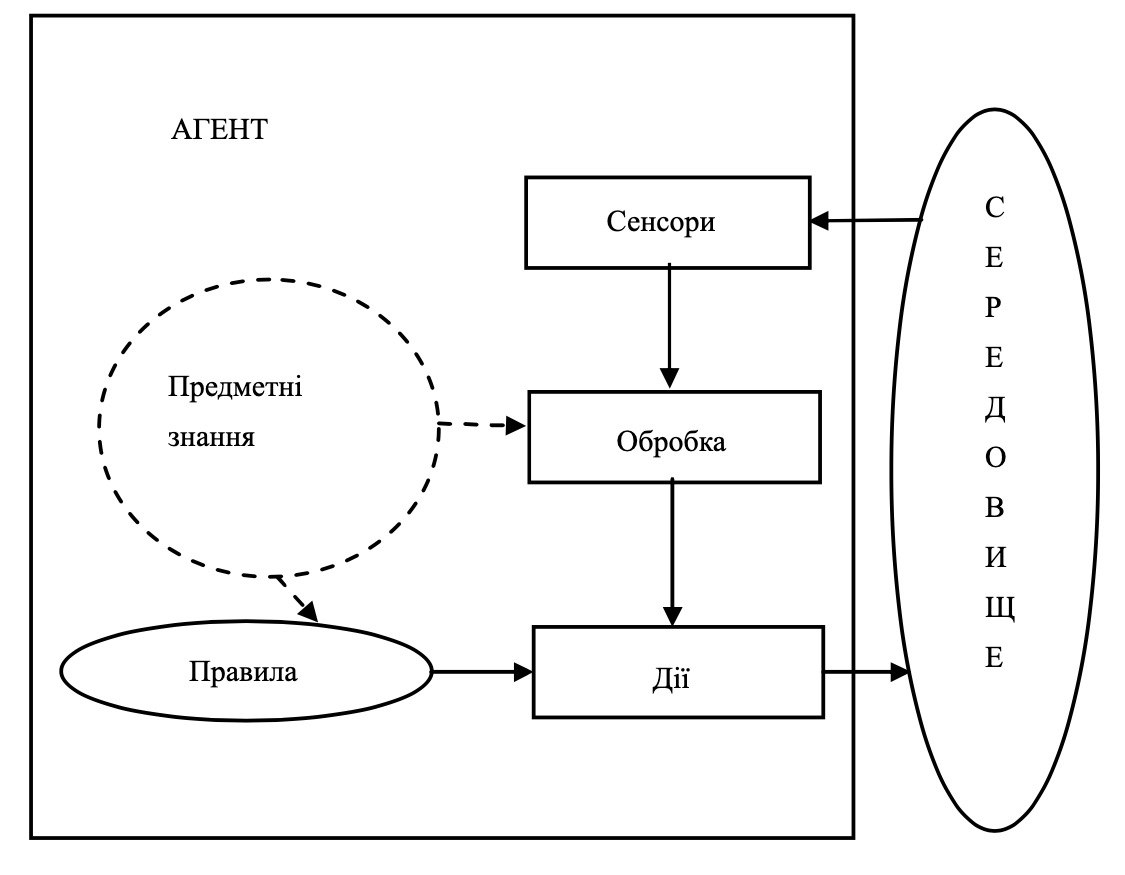 АГЕНТ
Сенсори
Предметні
знання
Обробка
Правила
Дії
С
Е
Р
Е
Д
О
В
И
Щ
Е